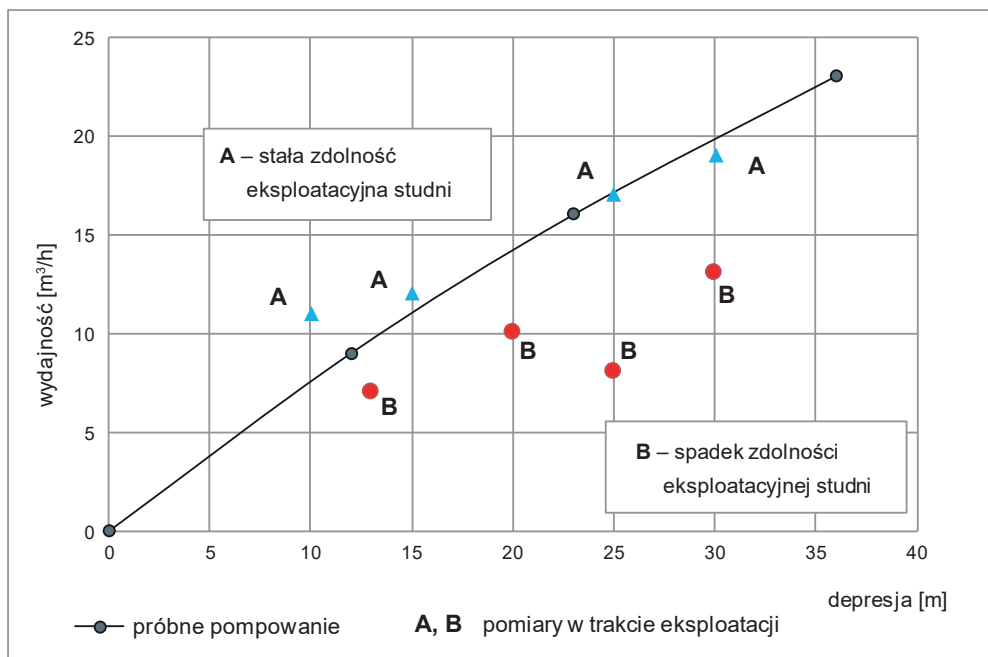 25
20
15
10
5
0
wydajność [m³/h]
A – stała zdolność
eksploatacyjna studni
A
A
A
A
B
B
B
B
B – spadek zdolności
eksploatacyjnej studni
0 5 10 15 20 25 30 35 40
depresja [m]
próbne pompowanie
A, B pomiary w trakcie eksploatacji